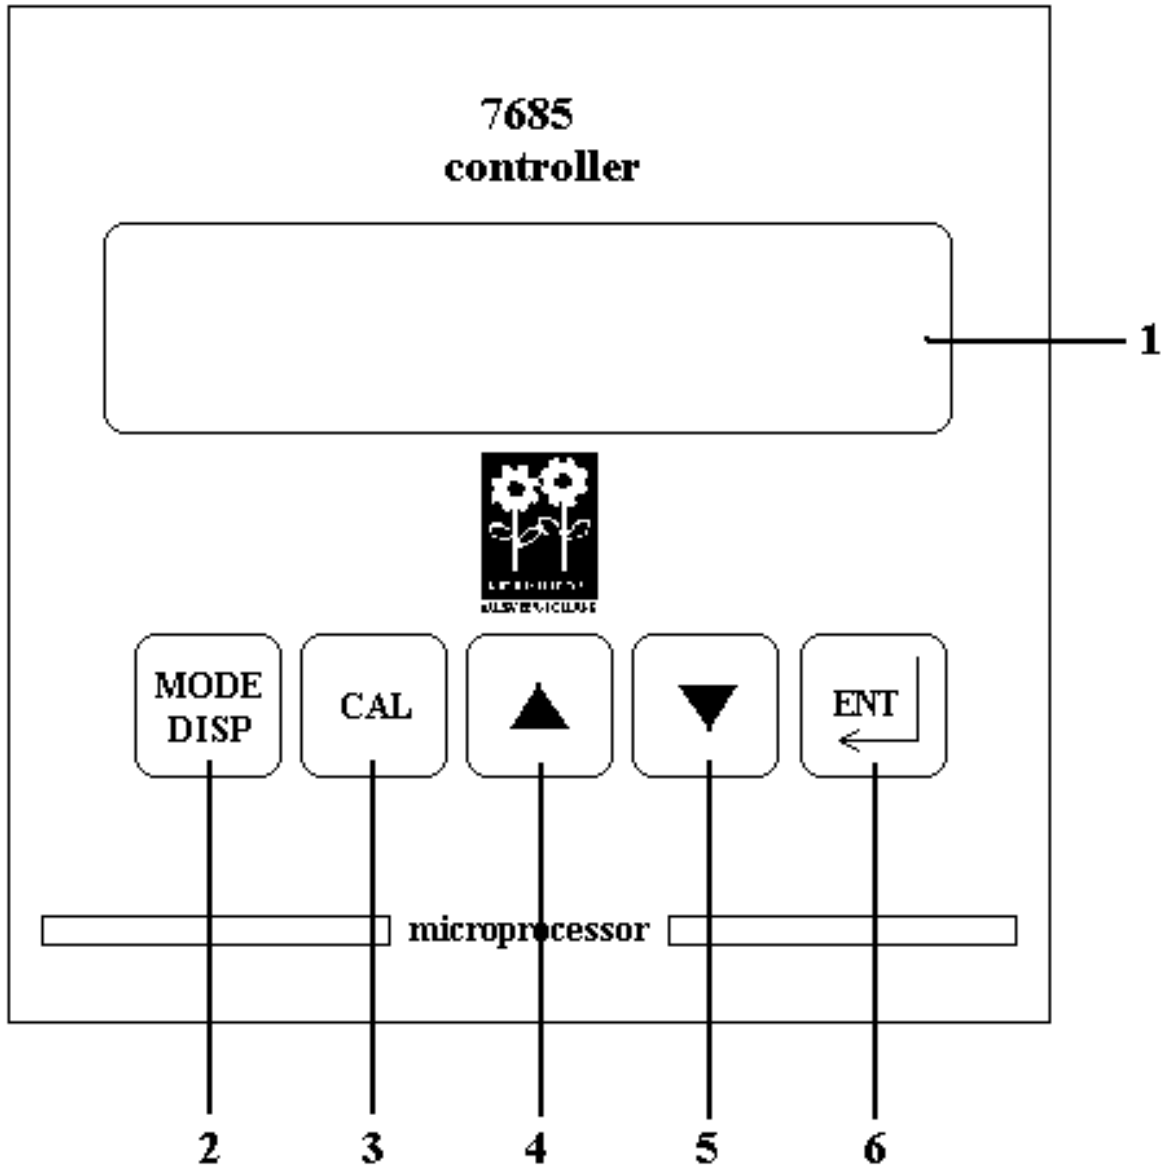 7685
controller
1
MODE
DISP
CAL
ENT
microprocessor
2 3 4 5 6